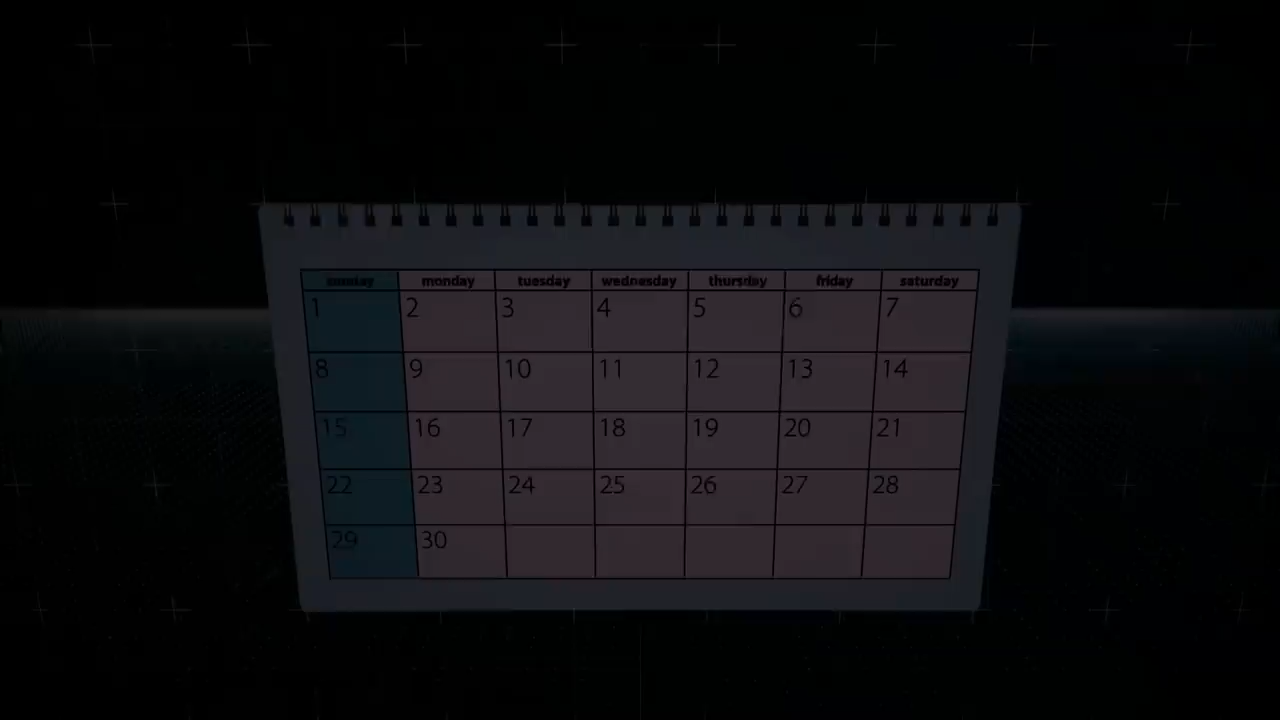 sunday monday tuesday wednesday thursday friday saturday
1 2 3 4 5 6 7
8 9 10 11 12 13 14
15 16 17 18 19 20 21
22 23 24 25 26 27 28
29 30